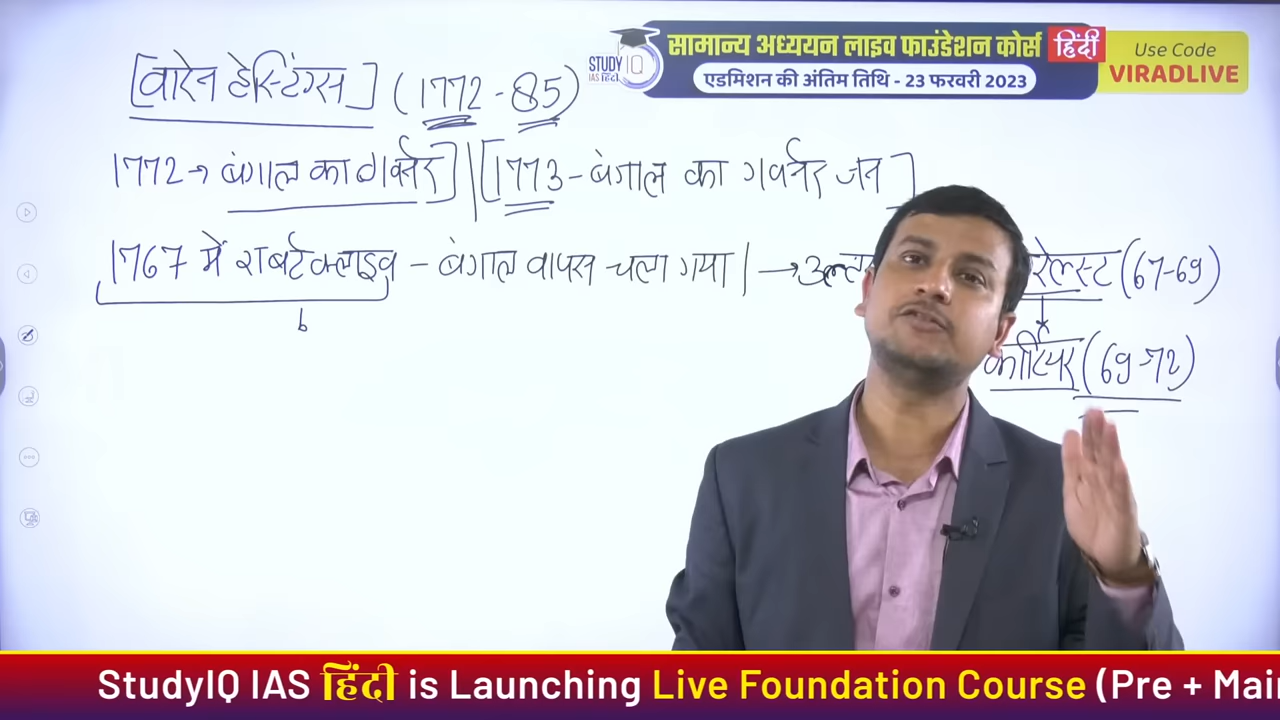 सामान्य अध्ययन लाइव फाउंडेशन कोर्स हिंदी
एडमिशन की अंतिम तिथि - 23 फरवरी 2023
STUDY IQ
IAS हिंदी
Use Code
VIRADLIVE
[वारेन हेस्टिंग्स] (1772-85)
1772→ बंगाल का गवर्नर] | [1773-बंगाल का गवर्नर जन ]
1767 में राबर्ट क्लाइव - बंगाल वापस चला गया | → (67-69)
b
कार्टियर (69-72)
StudyIQ IAS हिंदी is Launching Live Foundation Course (Pre + Mai